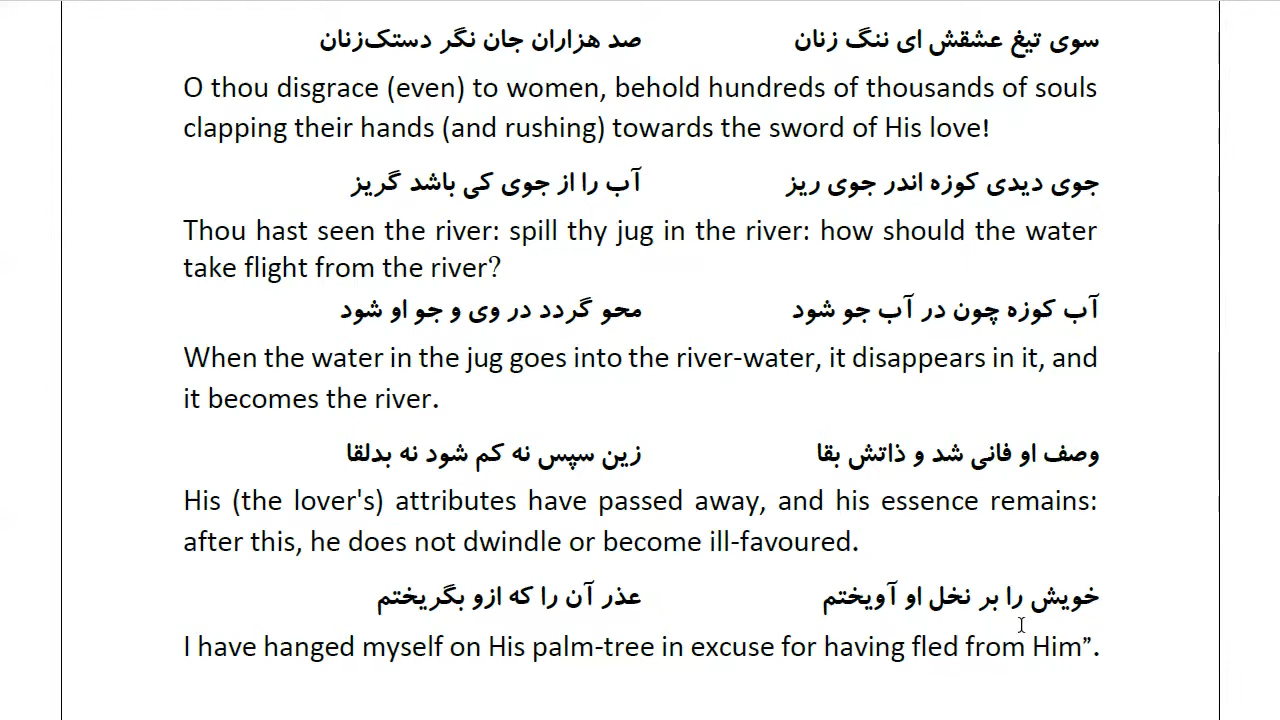 سوی تیغ عشقش ای ننگ زنان صد هزاران جان نگر دستک‌زنان
O thou disgrace (even) to women, behold hundreds of thousands of souls
clapping their hands (and rushing) towards the sword of His love!
جوی دیدی کوزه اندر جوی ریز آب را از جوی کی باشد گریز
Thou hast seen the river: spill thy jug in the river: how should the water
take flight from the river?
آب کوزه چون در آب جو شود محو گردد در وی و جو او شود
When the water in the jug goes into the river-water, it disappears in it, and
it becomes the river.
وصف او فانی شد و ذاتش بقا زین سپس نه کم شود نه بدلقا
His (the lover's) attributes have passed away, and his essence remains:
after this, he does not dwindle or become ill-favoured.
خویش را بر نخل او آویختم عذر آن را که ازو بگریختم
I have hanged myself on His palm-tree in excuse for having fled from Him”.